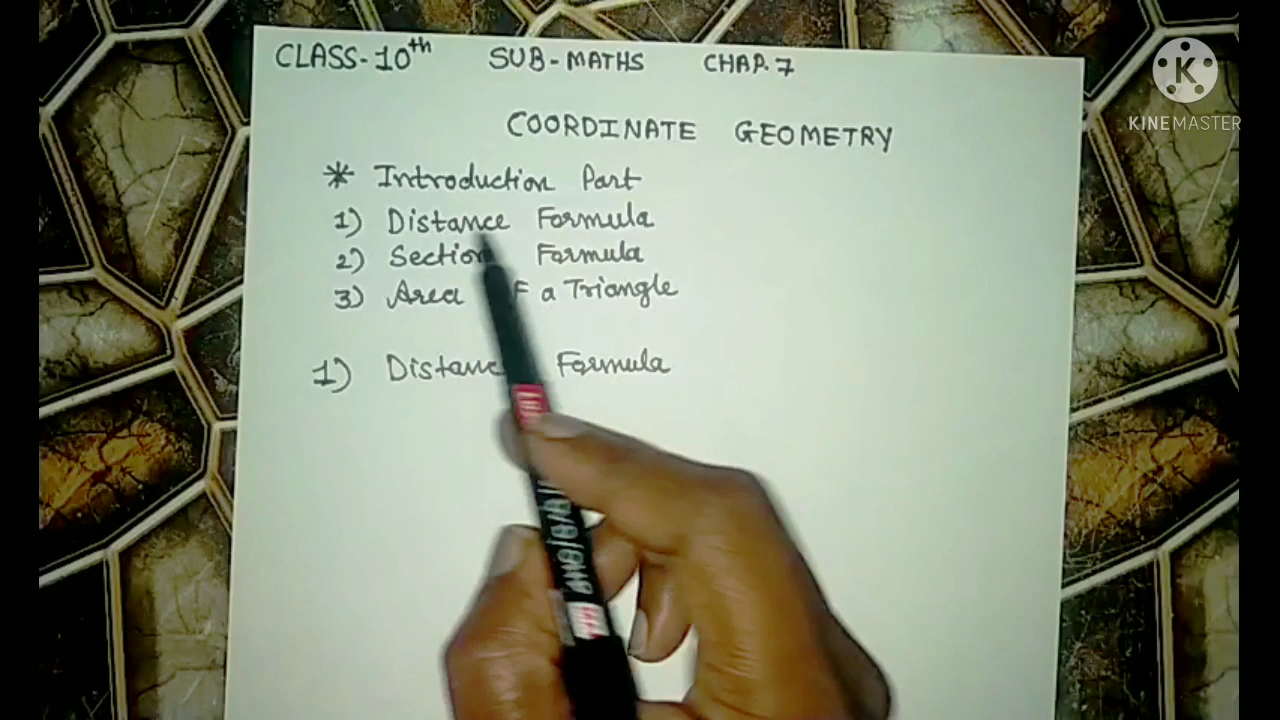 CLASS-10th SUB-MATHS CHAP.7
COORDINATE GEOMETRY
* Introduction Part
1) Distance Formula
2) Section Formula
3) Area of a Triangle
1) Distance Formula
K
KINEMASTER